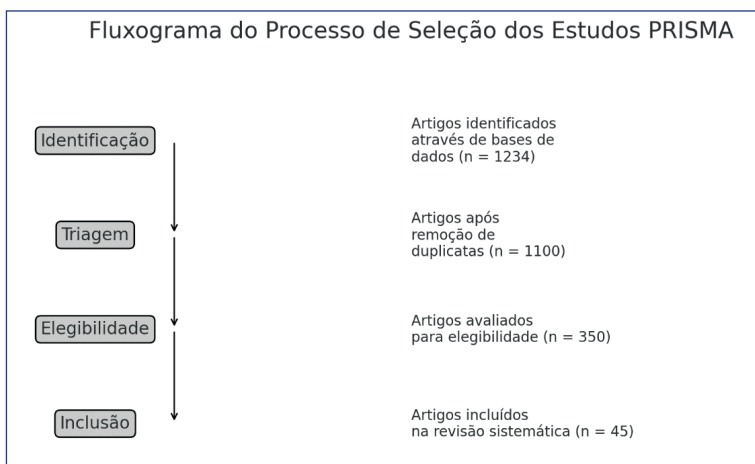 Fluxograma do Processo de Seleção dos Estudos PRISMA
Identificação
Artigos identificados
através de bases de
dados (n = 1234)
Triagem
Artigos após
remoção de
duplicatas (n = 1100)
Elegibilidade
Artigos avaliados
para elegibilidade (n = 350)
Inclusão
Artigos incluídos
na revisão sistemática (n = 45)